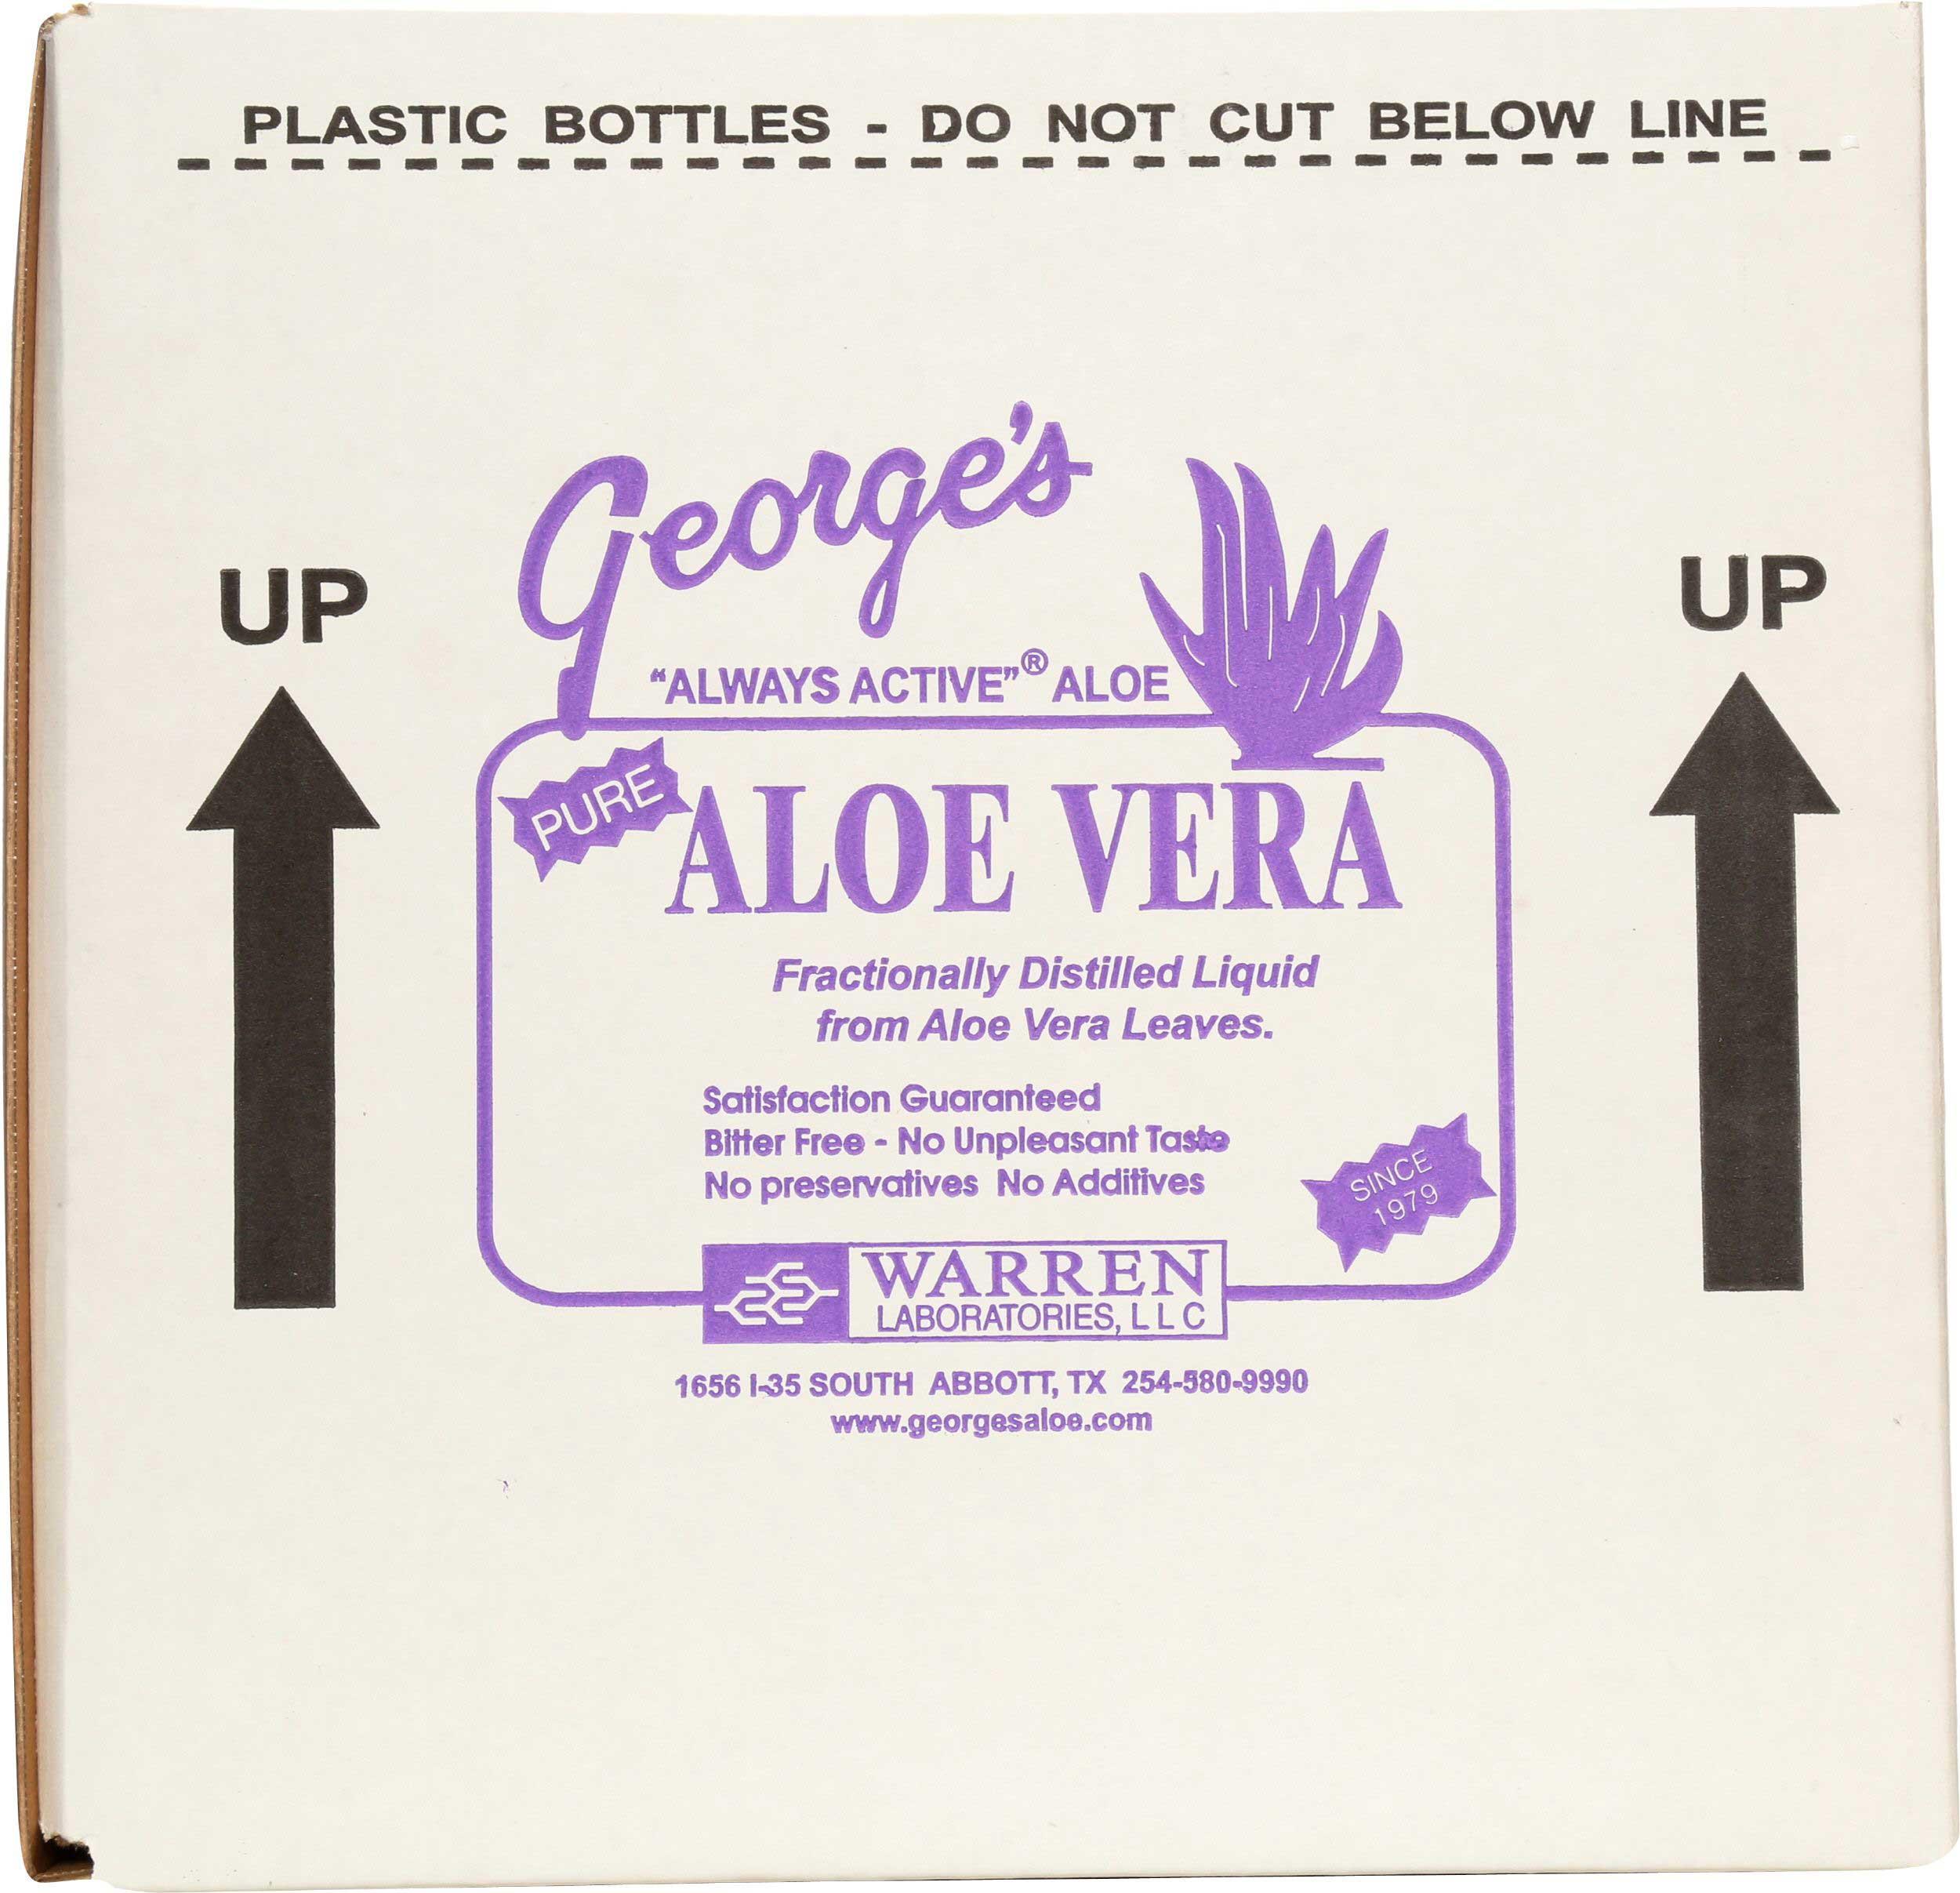 PLASTIC BOTTLES - DO NOT CUT BELOW LINE
George's
UP
UP
"ALWAYS ACTIVE"® ALOE
PURE
ALOE VERA
Fractionally Distilled Liquid
from Aloe Vera Leaves.
Satisfaction Guaranteed
Bitter Free - No Unpleasant Taste
No preservatives No Additives
SINCE
1979
WARREN
LABORATORIES, LLC
1656 I-35 SOUTH ABBOTT, TX 254-580-9990
www.georgesaloe.com